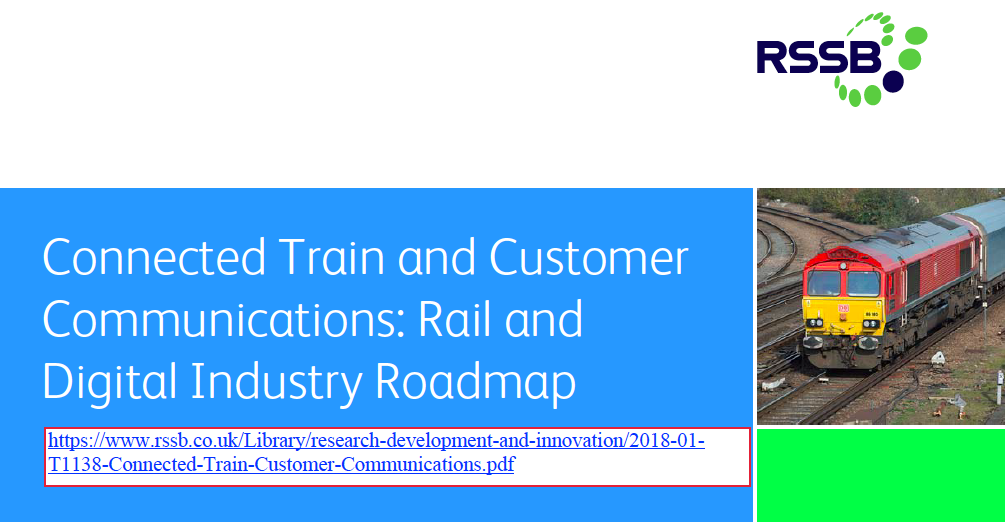 RSSB
Connected Train and Customer
Communications: Rail and
Digital Industry Roadmap
https://www.rssb.co.uk/Library/research-development-and-innovation/2018-01-
T1138-Connected-Train-Customer-Communications.pdf